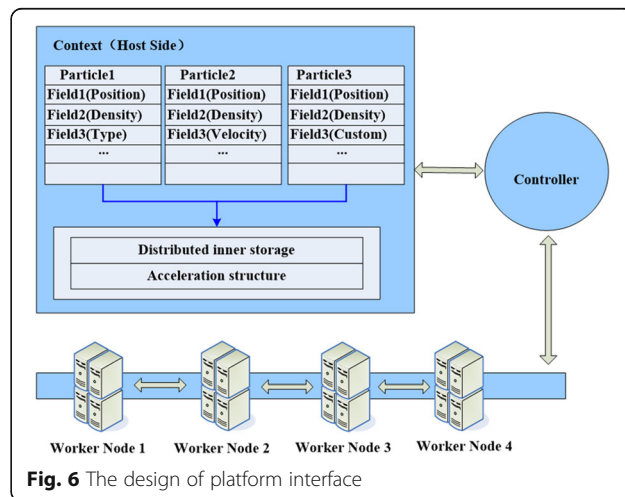 Context（Host Side）
Particle1 Particle2 Particle3
Field1(Position) Field1(Position) Field1(Position)
Field2(Density) Field2(Density) Field2(Density)
Field3(Type) Field3(Velocity) Field3(Custom)
... ... ...
Controller
Distributed inner storage
Acceleration structure
Worker Node 1 Worker Node 2 Worker Node 3 Worker Node 4
Fig. 6 The design of platform interface